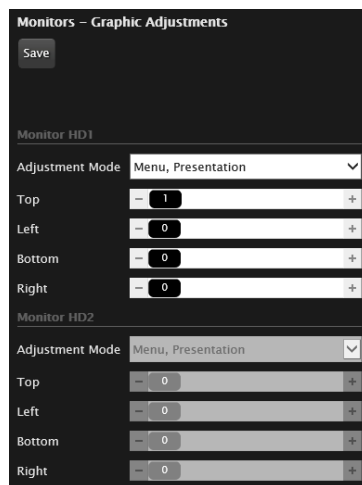 Monitors – Graphic Adjustments
Save
Monitor HD1
Adjustment Mode Menu, Presentation
Top – 1 +
Left – 0 +
Bottom – 0 +
Right – 0 +
Monitor HD2
Adjustment Mode Menu, Presentation
Top – 0 +
Left – 0 +
Bottom – 0 +
Right – 0 +